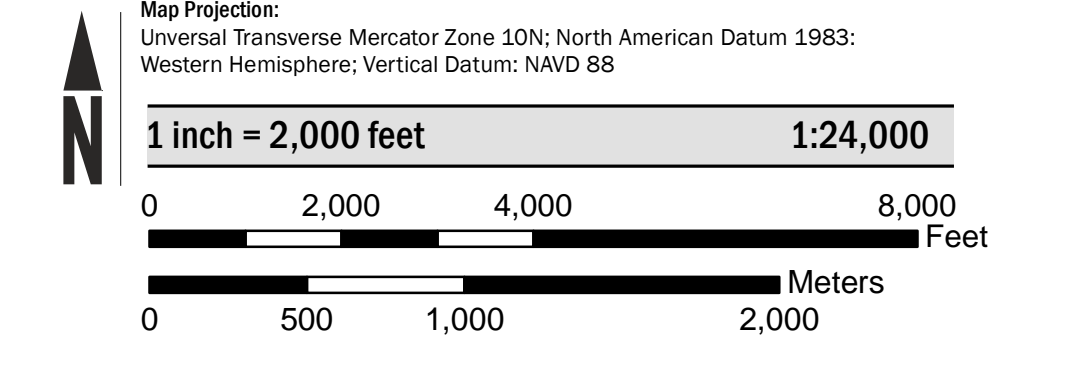 Map Projection:
Unversal Transverse Mercator Zone 10N; North American Datum 1983:
Western Hemisphere; Vertical Datum: NAVD 88
N
1 inch = 2,000 feet 1:24,000
0 2,000 4,000 8,000
Feet
Meters
0 500 1,000 2,000